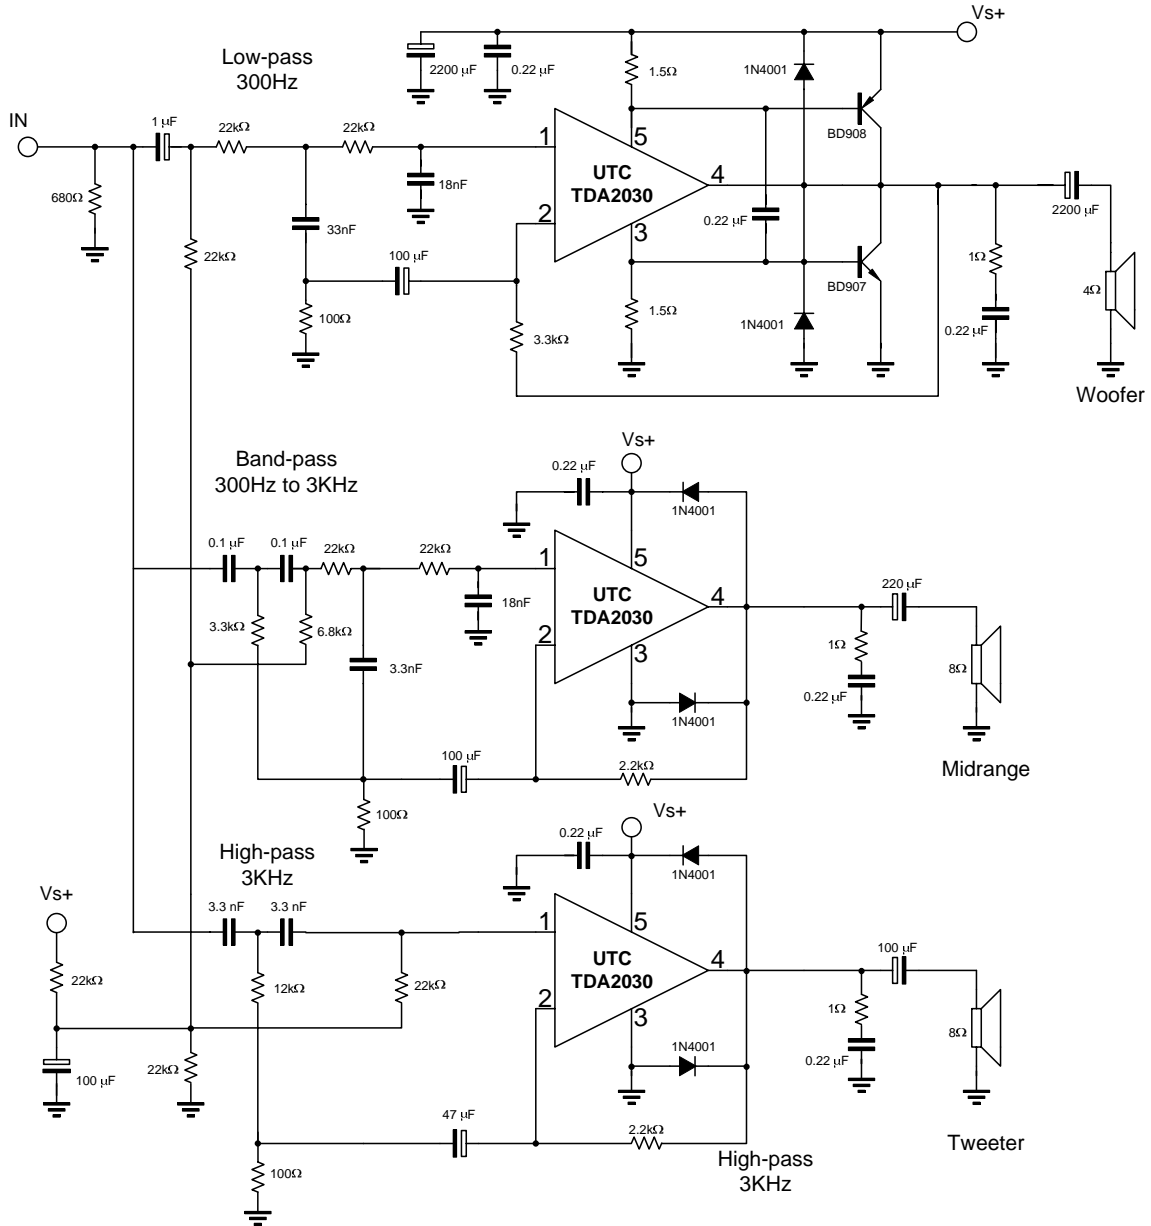 Vs+
Low-pass
300Hz
2200 µF
0.22 µF
1.5Ω
1N4001
IN
1 µF
22kΩ
22kΩ
1
5
BD908
UTC
TDA2030
4
680Ω
18nF
2
3
0.22 µF
2200 µF
33nF
22kΩ
100 µF
1Ω
BD907
4Ω
100Ω
1.5Ω
1N4001
0.22 µF
3.3kΩ
Woofer
Vs+
Band-pass
300Hz to 3KHz
0.22 µF
1N4001
0.1 µF
0.1 µF
22kΩ
22kΩ
1
5
220 µF
UTC
TDA2030
4
18nF
3.3kΩ
6.8kΩ
2
3
1Ω
3.3nF
8Ω
0.22 µF
1N4001
100 µF
2.2kΩ
Midrange
100Ω
Vs+
0.22 µF
High-pass
3KHz
1N4001
Vs+
3.3 nF
3.3 nF
1
5
100 µF
UTC
TDA2030
4
22kΩ
12kΩ
22kΩ
2
3
1Ω
8Ω
1N4001
0.22 µF
100 µF
22kΩ
47 µF
2.2kΩ
Tweeter
High-pass
3KHz
100Ω